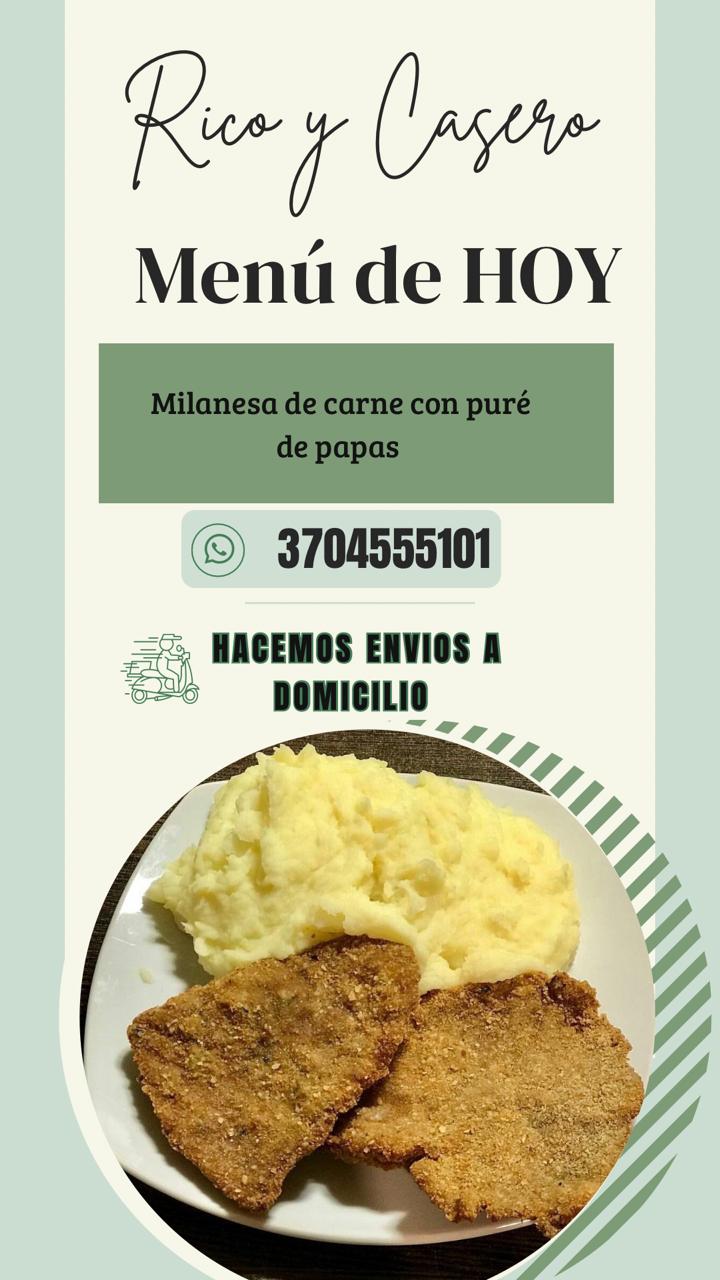 Rico y Casero
Menú de HOY
Milanesa de carne con puré
de papas
3704555101
HACEMOS ENVIOS A
DOMICILIO